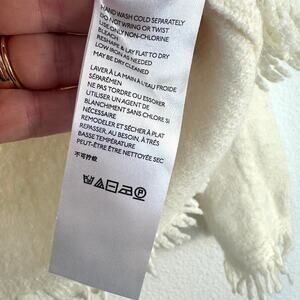 HAND WASH COLD SEPARATELY
DO NOT WRING OR TWIST
USE ONLY NON-CHLORINE
BLEACH
RESHAPE & LAY FLAT TO DRY
LOW IRON AS NEEDED
MAY BE DRY CLEANED
LAVER À LA MAIN À L'EAU FROIDE
SÉPARÉMEN
NE PAS TORDRE OU ESSORER
UTILISER UN AGENT DE
BLANCHIMENT SANS CHLORE SI
NÉCESSAIRE
REMODELER ET SÉCHER À PLAT
REPASSER, AU BESOIN, À TRÈS
BASSE TEMPÉRATURE
PEUT-ÊTRE NETTOYÉE SEC
不可拧绞
P